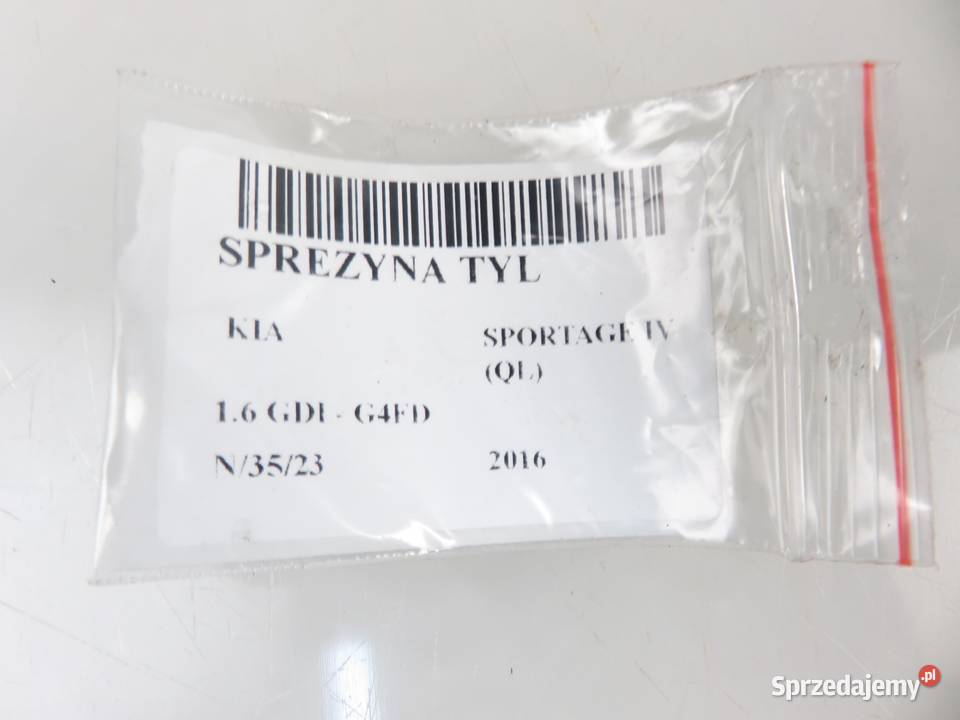 SPREZYNA TYL
KIA
SPORTAGE IV
(QL)
1.6 GDI - G4FD
N/35/23
2016
Sprzedajemy.pl